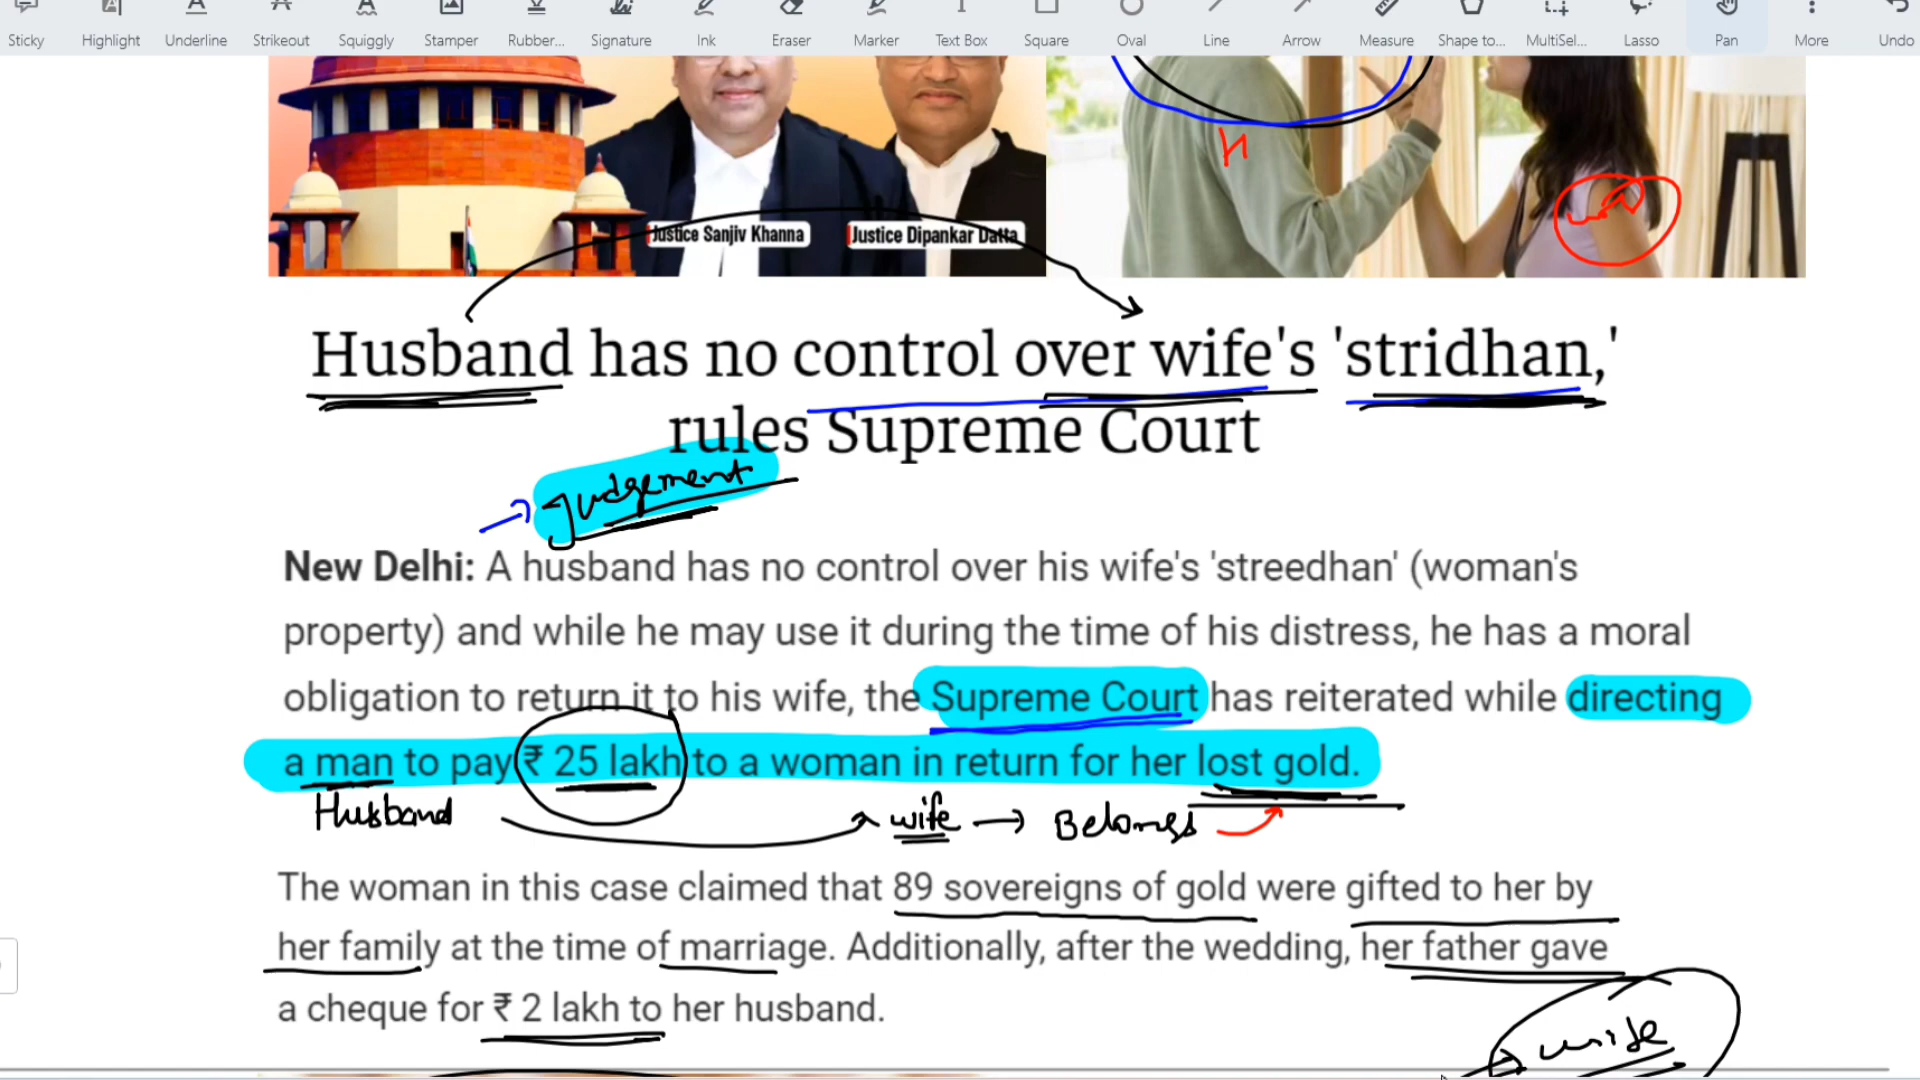 Sticky Highlight Underline Strikeout Squiggly Stamper Rubber... Signature Ink Eraser Marker Text Box Square Oval Line Arrow Measure Shape to... MultiSel... Lasso Pan More Undo
H
wife
Justice Sanjiv Khanna Justice Dipankar Datta
Husband has no control over wife's 'stridhan,'
rules Supreme Court
Judgement
New Delhi: A husband has no control over his wife's 'streedhan' (woman's
property) and while he may use it during the time of his distress, he has a moral
obligation to return it to his wife, the Supreme Court has reiterated while directing
a man to pay ₹ 25 lakh to a woman in return for her lost gold.
Husband wife Belongs
The woman in this case claimed that 89 sovereigns of gold were gifted to her by
her family at the time of marriage. Additionally, after the wedding, her father gave
a cheque for ₹ 2 lakh to her husband.
wife